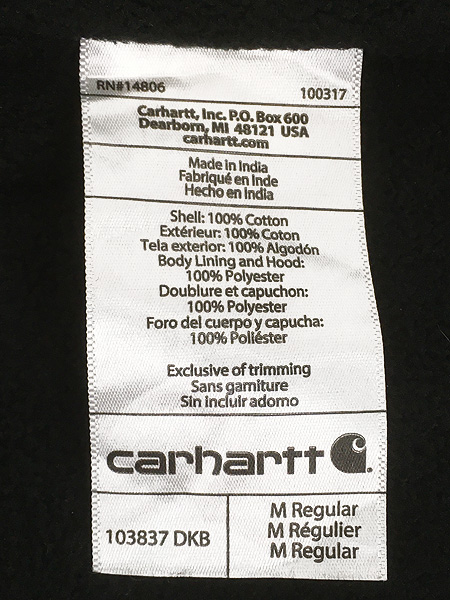 RN#14806 100317
Carhartt, Inc. P.O. Box 600
Dearborn, MI 48121 USA
carhartt.com
Made in India
Fabriqué en Inde
Hecho en India
Shell: 100% Cotton
Extérieur: 100% Coton
Tela exterior: 100% Algodón
Body Lining and Hood:
100% Polyester
Doublure et capuchon:
100% Polyester
Foro del cuerpo y capucha:
100% Poliéster
Exclusive of trimming
Sans garniture
Sin incluir adorno
carhartt
103837 DKB
M Regular
M Régulier
M Regular